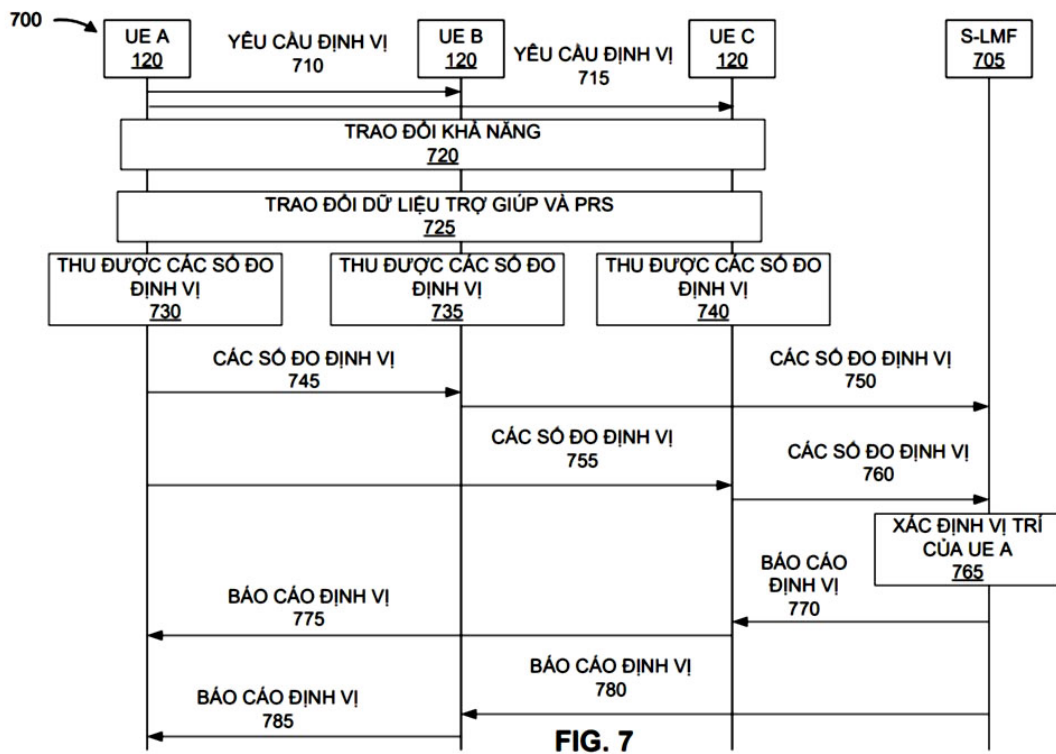 700
UE A
120
YÊU CẦU ĐỊNH VỊ
710
UE B
120
YÊU CẦU ĐỊNH VỊ
715
UE C
120
S-LMF
705
TRAO ĐỔI KHẢ NĂNG
720
TRAO ĐỔI DỮ LIỆU TRỢ GIÚP VÀ PRS
725
THU ĐƯỢC CÁC SỐ ĐO
ĐỊNH VỊ
730
THU ĐƯỢC CÁC SỐ ĐO
ĐỊNH VỊ
735
THU ĐƯỢC CÁC SỐ ĐO
ĐỊNH VỊ
740
CÁC SỐ ĐO ĐỊNH VỊ
745
CÁC SỐ ĐO ĐỊNH VỊ
750
CÁC SỐ ĐO ĐỊNH VỊ
755
CÁC SỐ ĐO ĐỊNH VỊ
760
XÁC ĐỊNH VỊ TRÍ
CỦA UE A
765
BÁO CÁO
ĐỊNH VỊ
770
BÁO CÁO ĐỊNH VỊ
775
BÁO CÁO ĐỊNH VỊ
780
BÁO CÁO ĐỊNH VỊ
785
FIG. 7